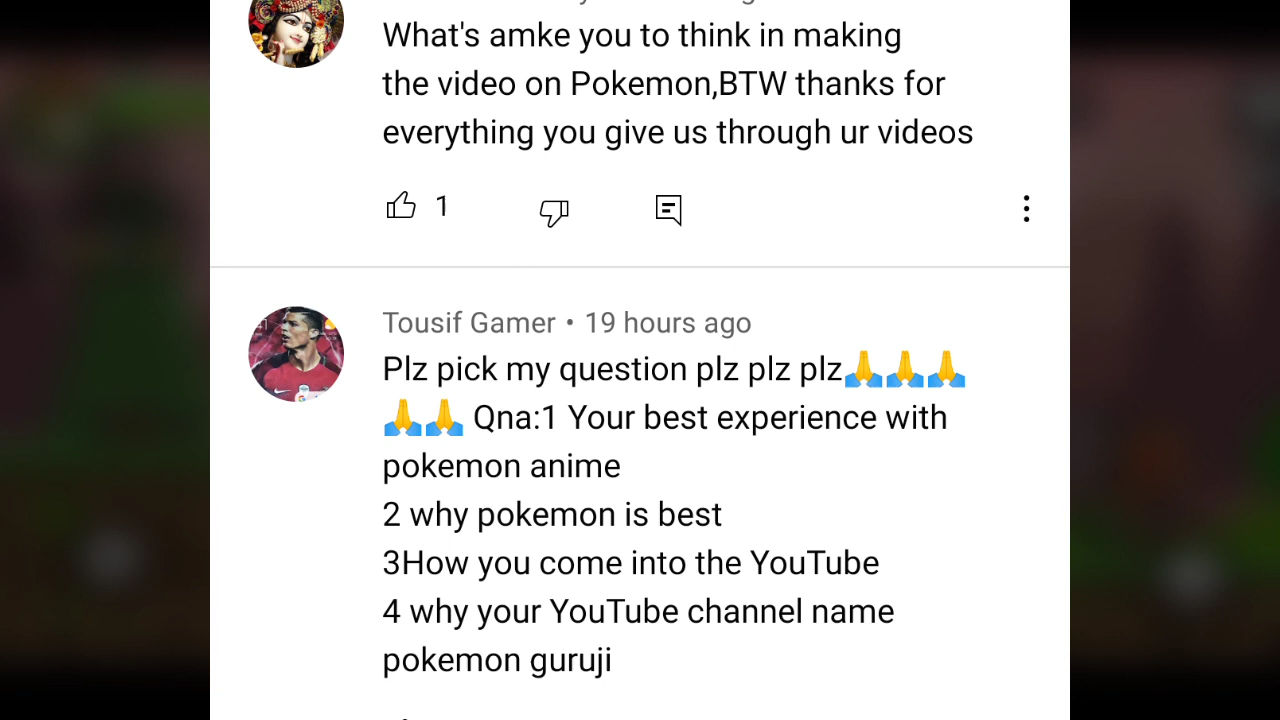 What's amke you to think in making
the video on Pokemon,BTW thanks for
everything you give us through ur videos
1
Tousif Gamer • 19 hours ago
Plz pick my question plz plz plz🙏🙏🙏
🙏🙏 Qna:1 Your best experience with
pokemon anime
2 why pokemon is best
3How you come into the YouTube
4 why your YouTube channel name
pokemon guruji